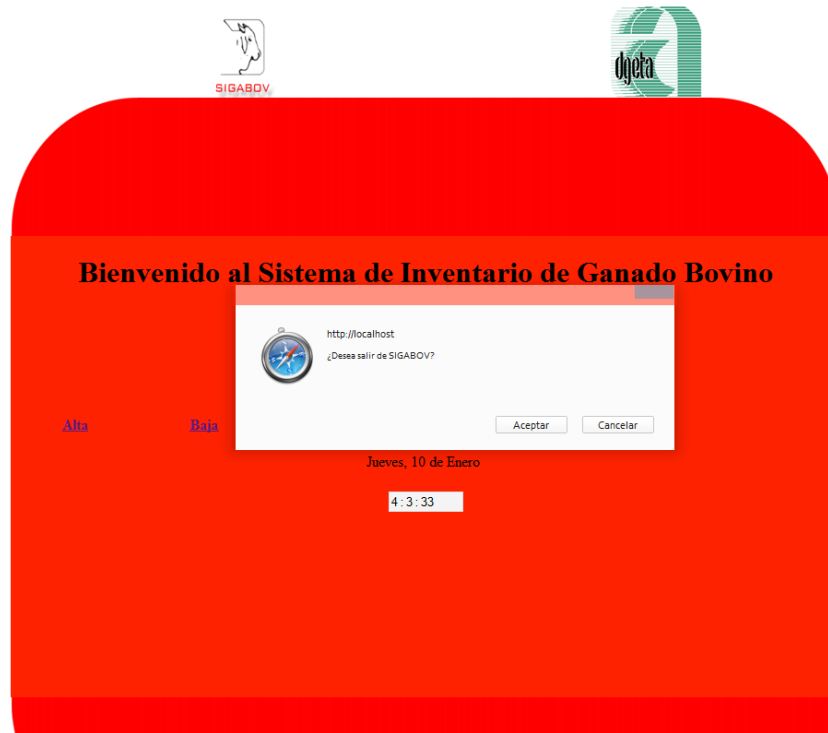 SIGABOV
dgeta
Bienvenido al Sistema de Inventario de Ganado Bovino
http://localhost
¿Desea salir de SIGABOV?
Aceptar Cancelar
Alta Baja
Jueves, 10 de Enero
4 : 3 : 33